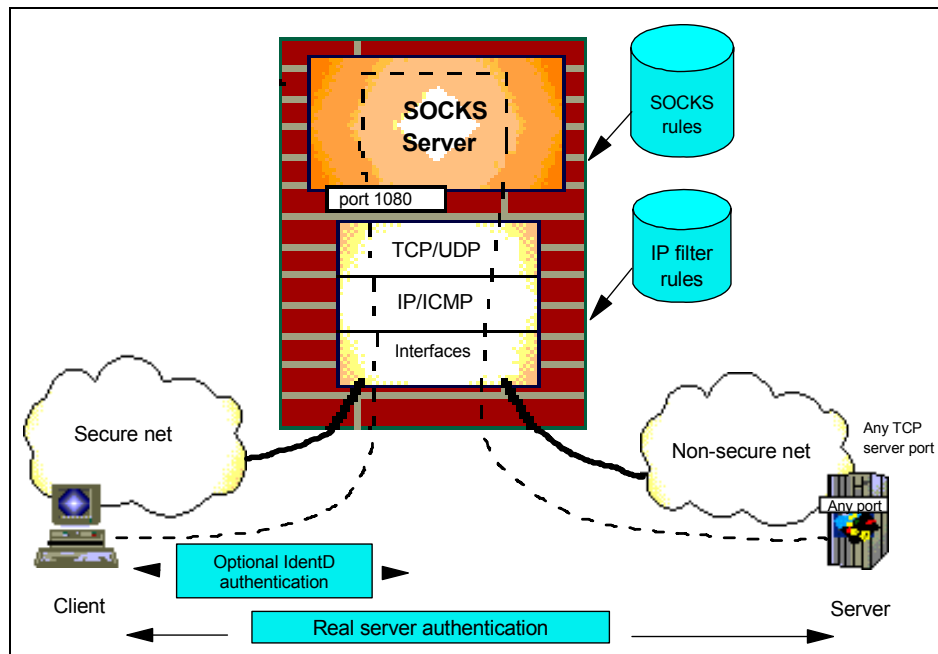 SOCKS
Server
SOCKS
rules
port 1080
TCP/UDP
IP filter
rules
IP/ICMP
Interfaces
Secure net
Non-secure net
Any TCP
server port
Any port
Optional IdentD
authentication
Client
Server
Real server authentication